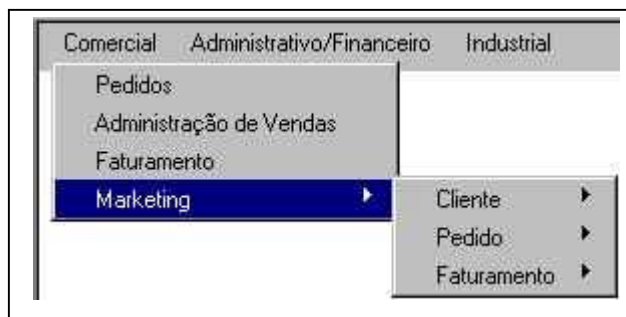 Comercial Administrativo/Financeiro Industrial
Pedidos
Administração de Vendas
Faturamento
Marketing
Cliente
Pedido
Faturamento